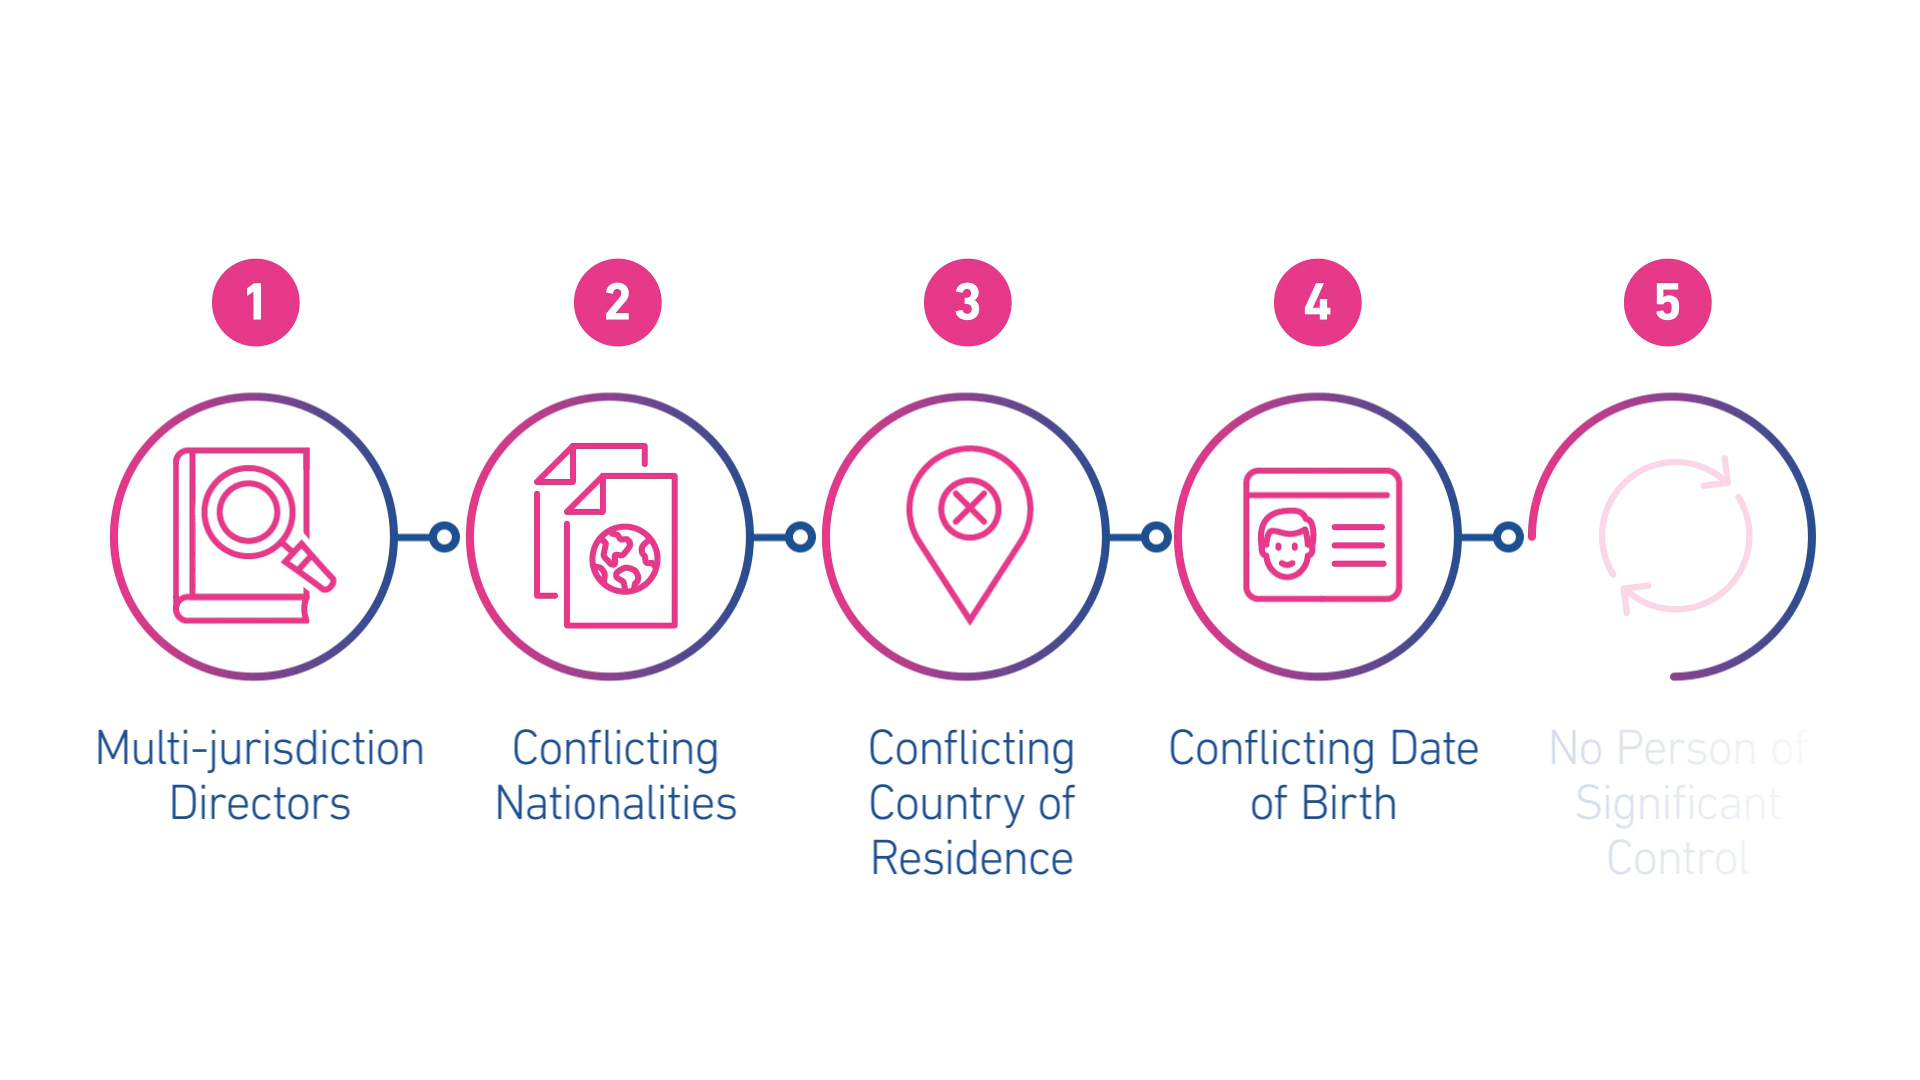 1
2
3
4
5
Multi-jurisdiction
Directors
Conflicting
Nationalities
Conflicting
Country of
Residence
Conflicting Date
of Birth
No Person of
Significant
Control